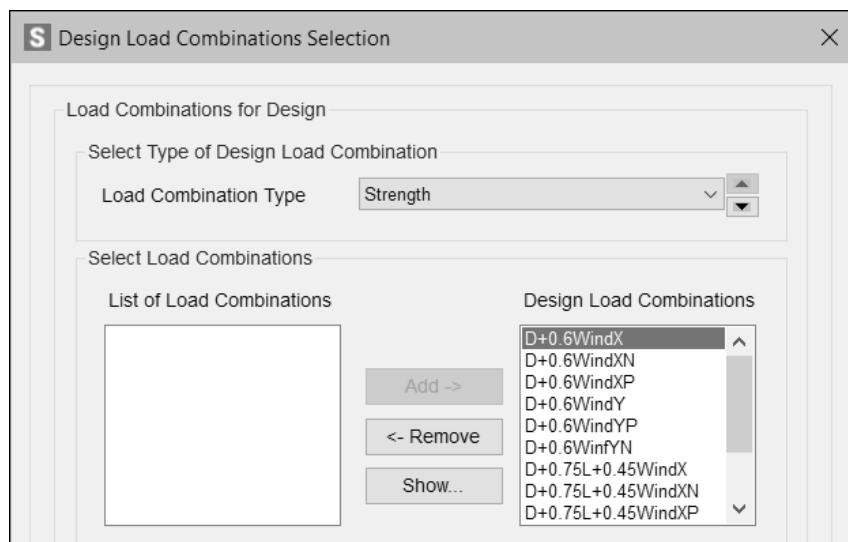 S Design Load Combinations Selection
Load Combinations for Design
Select Type of Design Load Combination
Load Combination Type Strength
Select Load Combinations
List of Load Combinations
Design Load Combinations
Add ->
<- Remove
Show...
D+0.6WindX
D+0.6WindXN
D+0.6WindXP
D+0.6WindY
D+0.6WindYP
D+0.6WinfYN
D+0.75L+0.45WindX
D+0.75L+0.45WindXN
D+0.75L+0.45WindXP